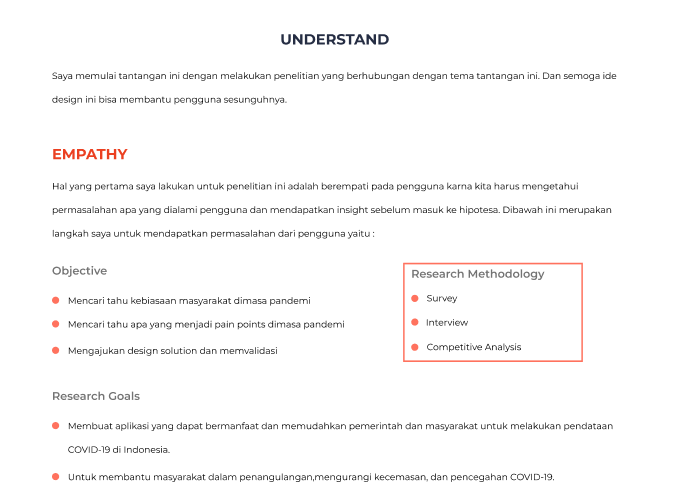 UNDERSTAND
Saya memulai tantangan ini dengan melakukan penelitian yang berhubungan dengan tema tantangan ini. Dan semoga ide
design ini bisa membantu pengguna sesunguhnya.
EMPATHY
Hal yang pertama saya lakukan untuk penelitian ini adalah berempati pada pengguna karna kita harus mengetahui
permasalahan apa yang dialami pengguna dan mendapatkan insight sebelum masuk ke hipotesa. Dibawah ini merupakan
langkah saya untuk mendapatkan permasalahan dari pengguna yaitu :
Objective
Mencari tahu kebiasaan masyarakat dimasa pandemi
Mencari tahu apa yang menjadi pain points dimasa pandemi
Mengajukan design solution dan memvalidasi
Research Methodology
Survey
Interview
Competitive Analysis
Research Goals
Membuat aplikasi yang dapat bermanfaat dan memudahkan pemerintah dan masyarakat untuk melakukan pendataan
COVID-19 di Indonesia.
Untuk membantu masyarakat dalam penangulangan,mengurangi kecemasan, dan pencegahan COVID-19.